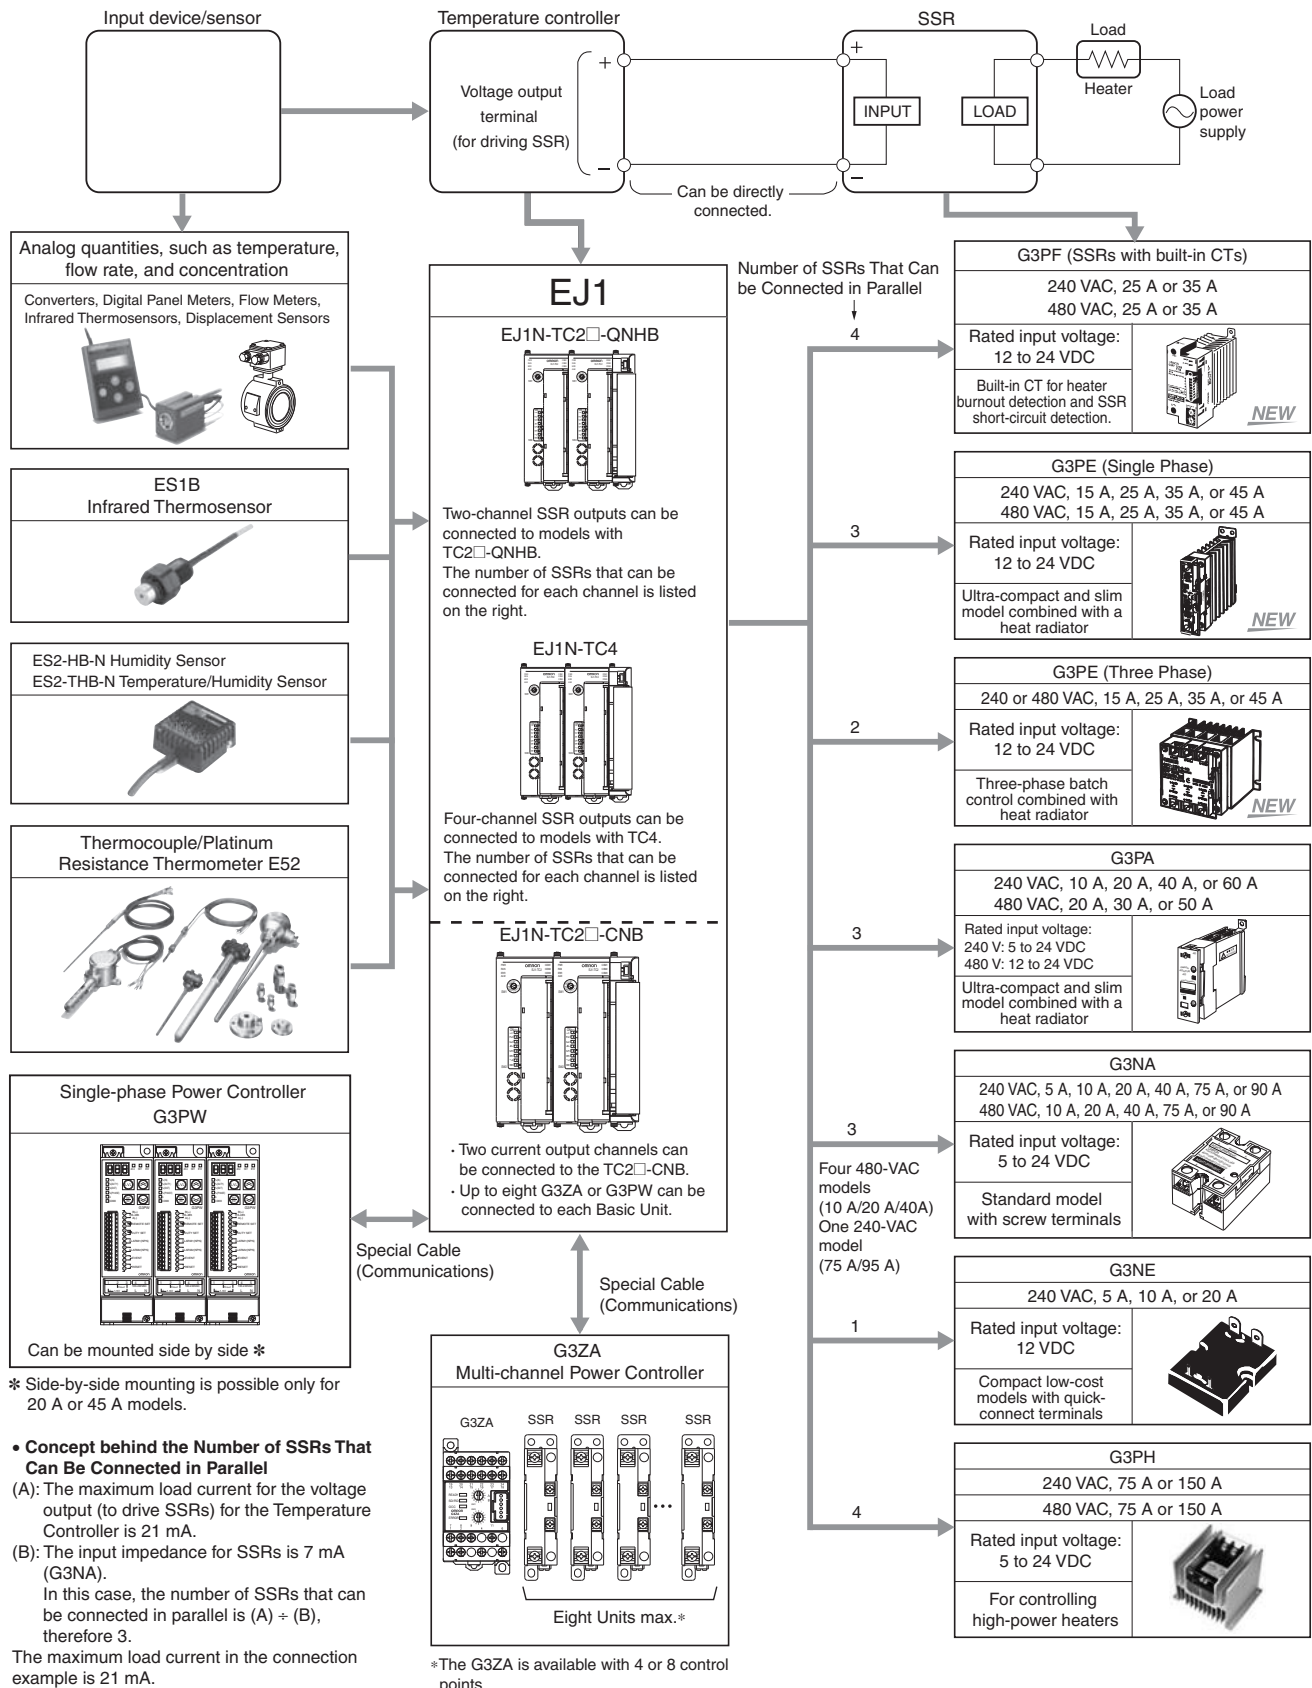 Input device/sensor
Temperature controller
SSR
Load
Heater
Load
power
supply
Voltage output
terminal
(for driving SSR)
+
−
+
−
INPUT
LOAD
Can be directly
connected.
Analog quantities, such as temperature,
flow rate, and concentration
Converters, Digital Panel Meters, Flow Meters,
Infrared Thermosensors, Displacement Sensors
ES1B
Infrared Thermosensor
ES2-HB-N Humidity Sensor
ES2-THB-N Temperature/Humidity Sensor
Thermocouple/Platinum
Resistance Thermometer E52
Single-phase Power Controller
G3PW
Can be mounted side by side ✻
✻ Side-by-side mounting is possible only for
20 A or 45 A models.
• Concept behind the Number of SSRs That
Can Be Connected in Parallel
(A): The maximum load current for the voltage
output (to drive SSRs) for the Temperature
Controller is 21 mA.
(B): The input impedance for SSRs is 7 mA
(G3NA).
In this case, the number of SSRs that can
be connected in parallel is (A) ÷ (B),
therefore 3.
The maximum load current in the connection
example is 21 mA.
EJ1
EJ1N-TC2□-QNHB
Two-channel SSR outputs can be
connected to models with
TC2□-QNHB.
The number of SSRs that can be
connected for each channel is listed
on the right.
EJ1N-TC4
Four-channel SSR outputs can be
connected to models with TC4.
The number of SSRs that can be
connected for each channel is listed
on the right.
EJ1N-TC2□-CNB
· Two current output channels can
be connected to the TC2□-CNB.
· Up to eight G3ZA or G3PW can be
connected to each Basic Unit.
Special Cable
(Communications)
Special Cable
(Communications)
G3ZA
Multi-channel Power Controller
G3ZA
SSR SSR SSR SSR
Eight Units max.*
*The G3ZA is available with 4 or 8 control
points.
Number of SSRs That Can
be Connected in Parallel
4
G3PF (SSRs with built-in CTs)
240 VAC, 25 A or 35 A
480 VAC, 25 A or 35 A
Rated input voltage:
12 to 24 VDC
Built-in CT for heater
burnout detection and SSR
short-circuit detection.
NEW
3
G3PE (Single Phase)
240 VAC, 15 A, 25 A, 35 A, or 45 A
480 VAC, 15 A, 25 A, 35 A, or 45 A
Rated input voltage:
12 to 24 VDC
Ultra-compact and slim
model combined with a
heat radiator
NEW
2
G3PE (Three Phase)
240 or 480 VAC, 15 A, 25 A, 35 A, or 45 A
Rated input voltage:
12 to 24 VDC
Three-phase batch
control combined with
heat radiator
NEW
3
G3PA
240 VAC, 10 A, 20 A, 40 A, or 60 A
480 VAC, 20 A, 30 A, or 50 A
Rated input voltage:
240 V: 5 to 24 VDC
480 V: 12 to 24 VDC
Ultra-compact and slim
model combined with a
heat radiator
3
Four 480-VAC
models
(10 A/20 A/40A)
One 240-VAC
model
(75 A/95 A)
G3NA
240 VAC, 5 A, 10 A, 20 A, 40 A, 75 A, or 90 A
480 VAC, 10 A, 20 A, 40 A, 75 A, or 90 A
Rated input voltage:
5 to 24 VDC
Standard model
with screw terminals
1
G3NE
240 VAC, 5 A, 10 A, or 20 A
Rated input voltage:
12 VDC
Compact low-cost
models with quick-
connect terminals
4
G3PH
240 VAC, 75 A or 150 A
480 VAC, 75 A or 150 A
Rated input voltage:
5 to 24 VDC
For controlling
high-power heaters